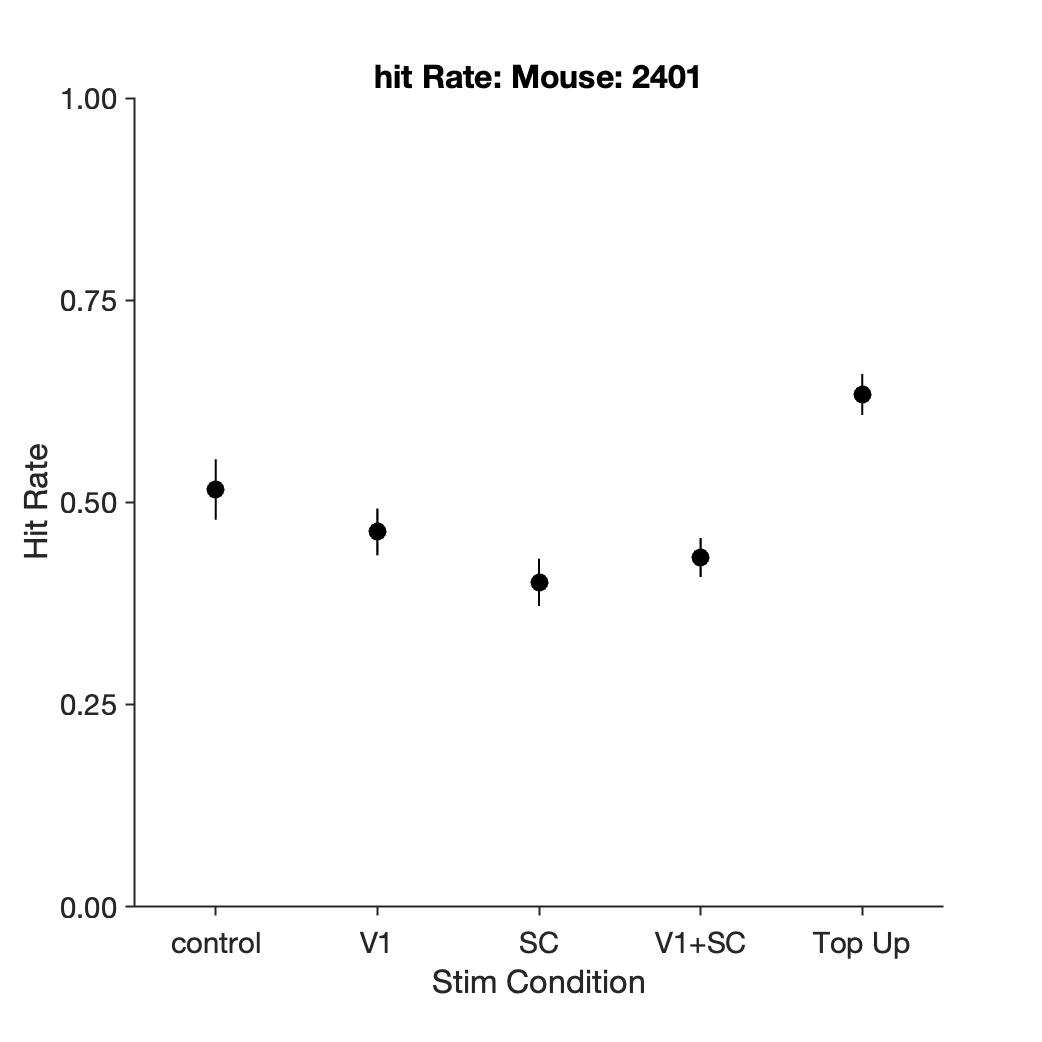 hit Rate: Mouse: 2401
1.00
0.75
0.50
0.25
0.00
Hit Rate
control V1 SC V1+SC Top Up
Stim Condition